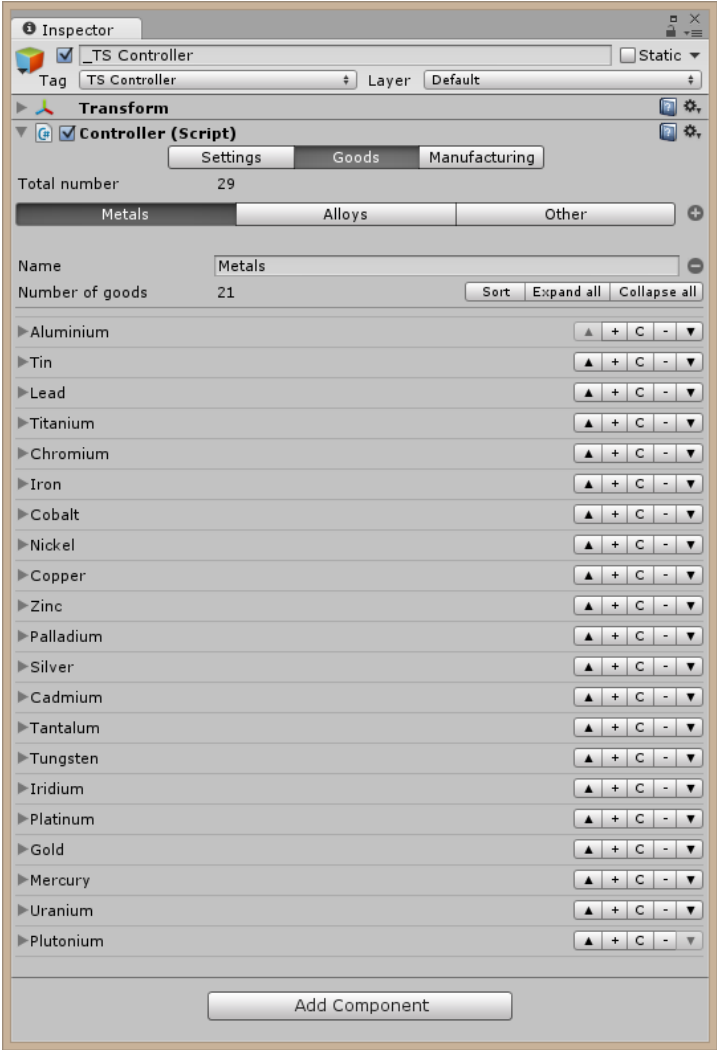 Inspector
_TS Controller Static
Tag TS Controller Layer Default
Transform
C# Controller (Script)
Settings Goods Manufacturing
Total number 29
Metals Alloys Other
Name Metals
Number of goods 21 Sort Expand all Collapse all
Aluminium + C -
Tin + C -
Lead + C -
Titanium + C -
Chromium + C -
Iron + C -
Cobalt + C -
Nickel + C -
Copper + C -
Zinc + C -
Palladium + C -
Silver + C -
Cadmium + C -
Tantalum + C -
Tungsten + C -
Iridium + C -
Platinum + C -
Gold + C -
Mercury + C -
Uranium + C -
Plutonium + C -
Add Component